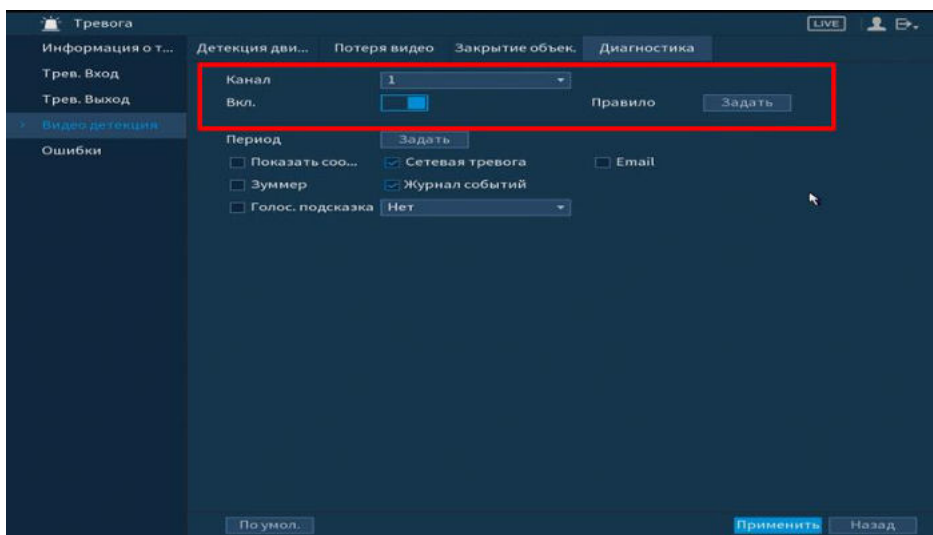 Тревога LIVE
Информация о т... Детекция дви... Потеря видео Закрытие объек. Диагностика
Трев. Вход Канал 1
Трев. Выход Вкл. Правило Задать
Видео детекция
Ошибки Период Задать
Показать соо... Сетевая тревога Email
Зуммер Журнал событий
Голос. подсказка Нет
По умол. Применить Назад